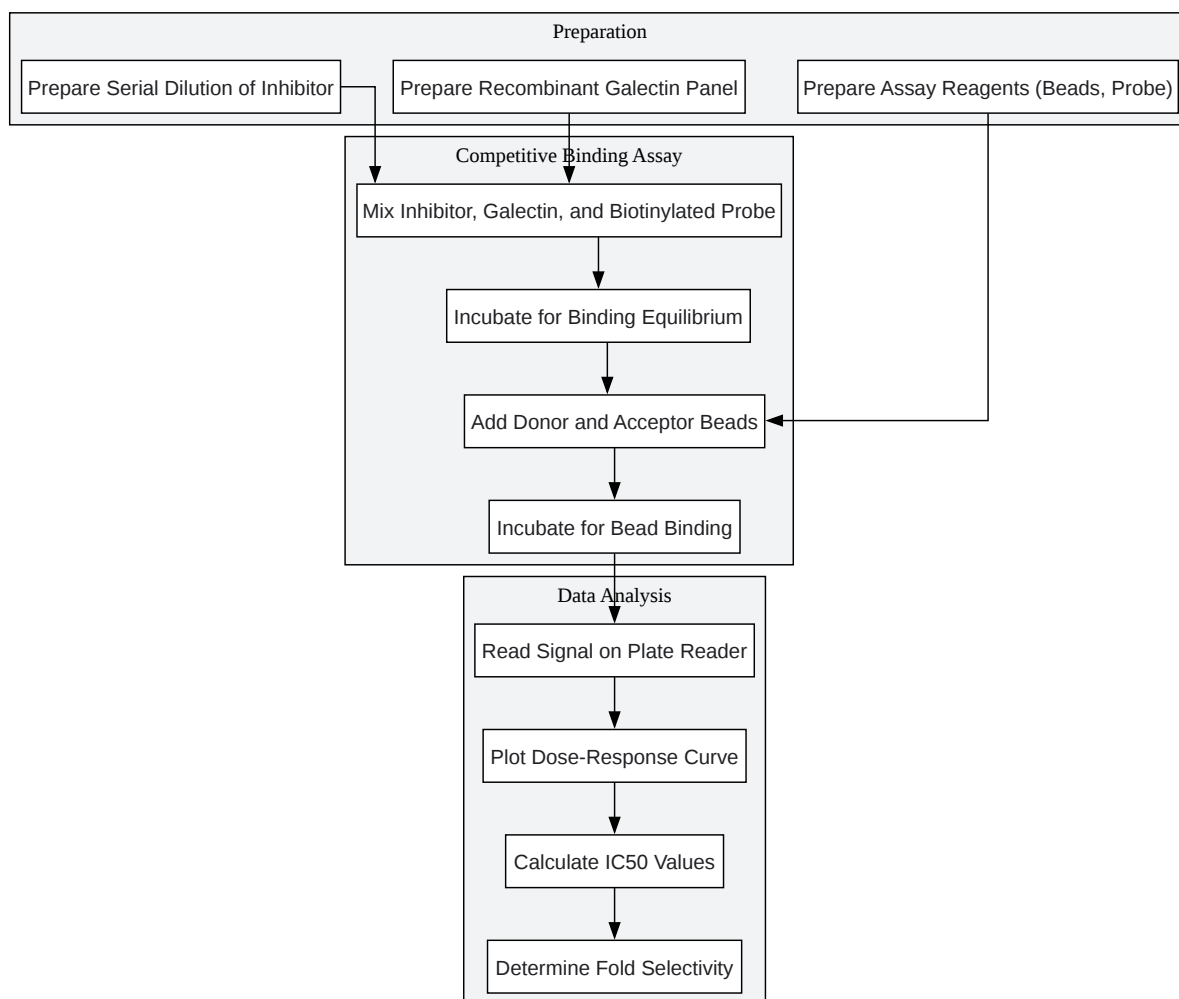 Preparation
Prepare Serial Dilution of Inhibitor
Prepare Recombinant Galectin Panel
Prepare Assay Reagents (Beads, Probe)
Competitive Binding Assay
Mix Inhibitor, Galectin, and Biotinylated Probe
Incubate for Binding Equilibrium
Add Donor and Acceptor Beads
Incubate for Bead Binding
Data Analysis
Read Signal on Plate Reader
Plot Dose-Response Curve
Calculate IC50 Values
Determine Fold Selectivity